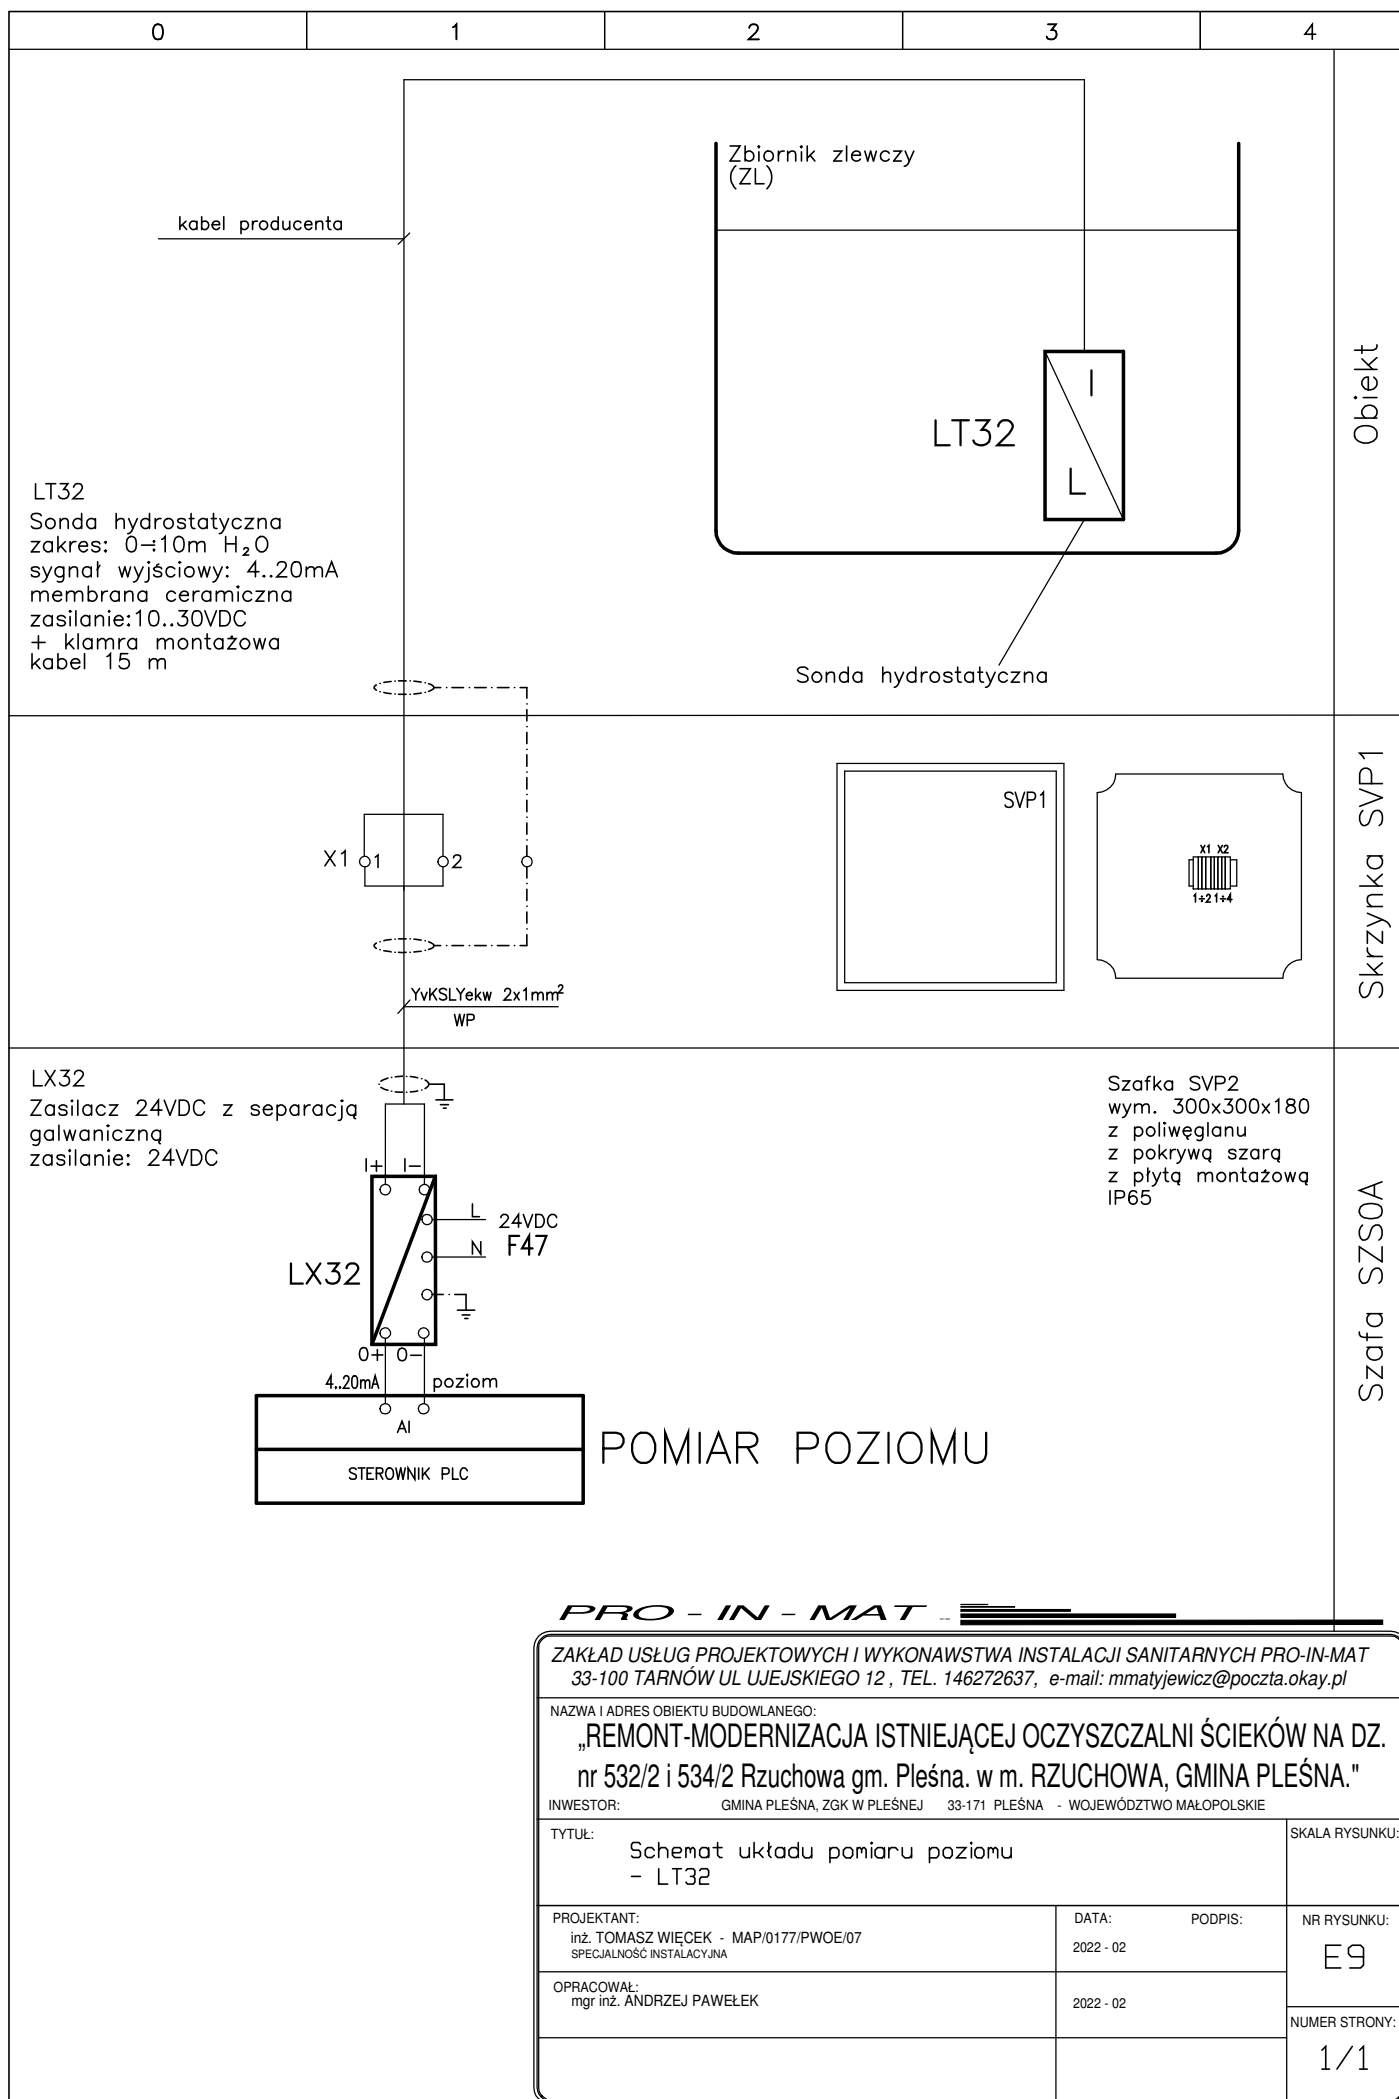 0 1 2 3 4
Zbiornik zlewczy
(ZL)
kabel producenta
I
L
LT32
Obiekt
LT32
Sonda hydrostatyczna
zakres: 0÷10m H₂O
sygnał wyjściowy: 4..20mA
membrana ceramiczna
zasilanie:10..30VDC
+ klamra montażowa
kabel 15 m
Sonda hydrostatyczna
SVP1
X1 1 2
X1 X2
1÷2 1÷4
Skrzynka SVP1
YvKSLYekw 2x1mm²
WP
LX32
Zasilacz 24VDC z separacją
galwaniczną
zasilanie: 24VDC
Szafka SVP2
wym. 300x300x180
z poliwęglanu
z pokrywą szarą
z płytą montażową
IP65
I+ I-
L
24VDC
N F47
LX32
O+ O-
4..20mA poziom
AI
STEROWNIK PLC
POMIAR POZIOMU
Szafa SZS0A
PRO - IN - MAT
ZAKŁAD USŁUG PROJEKTOWYCH I WYKONAWSTWA INSTALACJI SANITARNYCH PRO-IN-MAT
33-100 TARNÓW UL UJEJSKIEGO 12 , TEL. 146272637, e-mail: mmatyjewicz@poczta.okay.pl
NAZWA I ADRES OBIEKTU BUDOWLANEGO:
„REMONT-MODERNIZACJA ISTNIEJĄCEJ OCZYSZCZALNI ŚCIEKÓW NA DZ.
nr 532/2 i 534/2 Rzuchowa gm. Pleśna. w m. RZUCHOWA, GMINA PLEŚNA."
INWESTOR: GMINA PLEŚNA, ZGK W PLEŚNEJ 33-171 PLEŚNA - WOJEWÓDZTWO MAŁOPOLSKIE
TYTUŁ:
Schemat układu pomiaru poziomu
- LT32
SKALA RYSUNKU:
PROJEKTANT:
inż. TOMASZ WIĘCEK - MAP/0177/PWOE/07
SPECJALNOŚĆ INSTALACYJNA
DATA: PODPIS:
2022 - 02
NR RYSUNKU:
E9
OPRACOWAŁ:
mgr inż. ANDRZEJ PAWEŁEK
2022 - 02
NUMER STRONY:
1/1